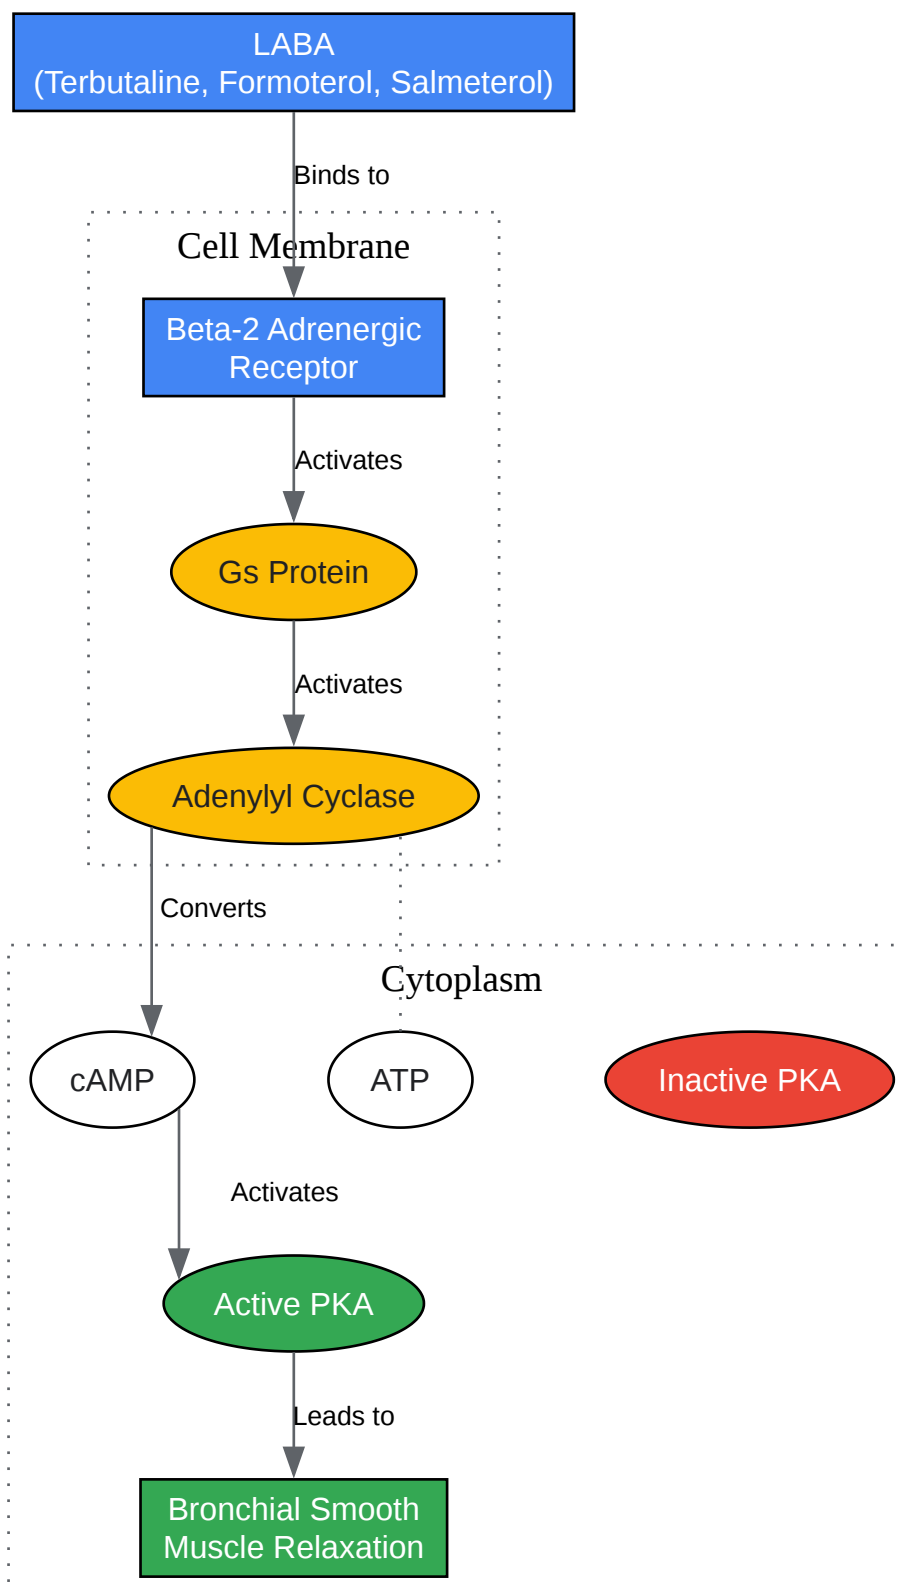 LABA
(Terbutaline, Formoterol, Salmeterol)
Binds to
Cell Membrane
Beta-2 Adrenergic
Receptor
Activates
Gs Protein
Activates
Adenylyl Cyclase
Converts
Cytoplasm
cAMP
ATP
Inactive PKA
Activates
Active PKA
Leads to
Bronchial Smooth
Muscle Relaxation